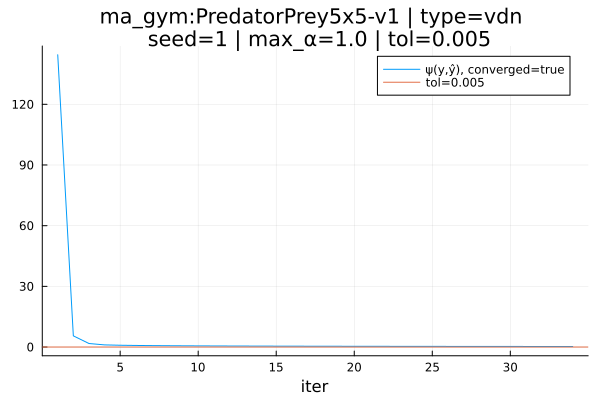 ma_gym:PredatorPrey5x5-v1 | type=vdn
seed=1 | max_α=1.0 | tol=0.005
ψ(y,ŷ), converged=true
tol=0.005
120
90
60
30
0
5
10
15
20
25
30
iter